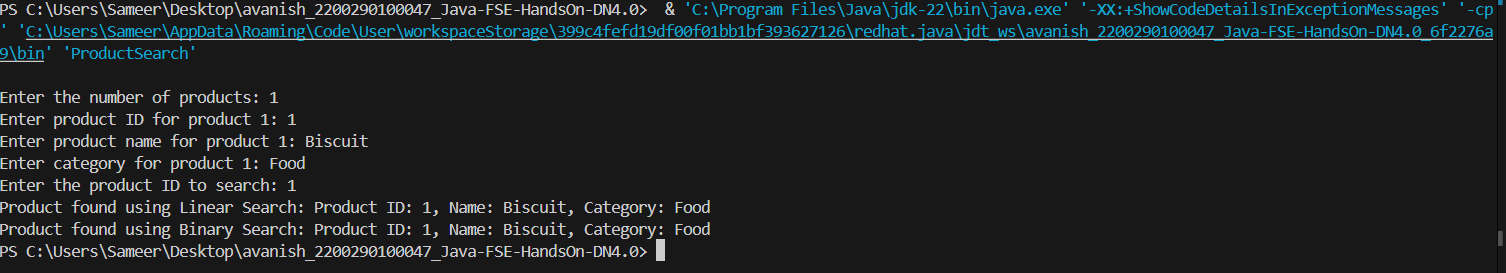 PS C:\Users\Sameer\Desktop\avanish_2200290100047_Java-FSE-HandsOn-DN4.0>  & 'C:\Program Files\Java\jdk-22\bin\java.exe' '-XX:+ShowCodeDetailsInExceptionMessages' '-cp
' 'C:\Users\Sameer\AppData\Roaming\Code\User\workspaceStorage\399c4fefd19df00f01bb1bf393627126\redhat.java\jdt_ws\avanish_2200290100047_Java-FSE-HandsOn-DN4.0_6f2276a
9\bin' 'ProductSearch'
Enter the number of products: 1
Enter product ID for product 1: 1
Enter product name for product 1: Biscuit
Enter category for product 1: Food
Enter the product ID to search: 1
Product found using Linear Search: Product ID: 1, Name: Biscuit, Category: Food
Product found using Binary Search: Product ID: 1, Name: Biscuit, Category: Food
PS C:\Users\Sameer\Desktop\avanish_2200290100047_Java-FSE-HandsOn-DN4.0>